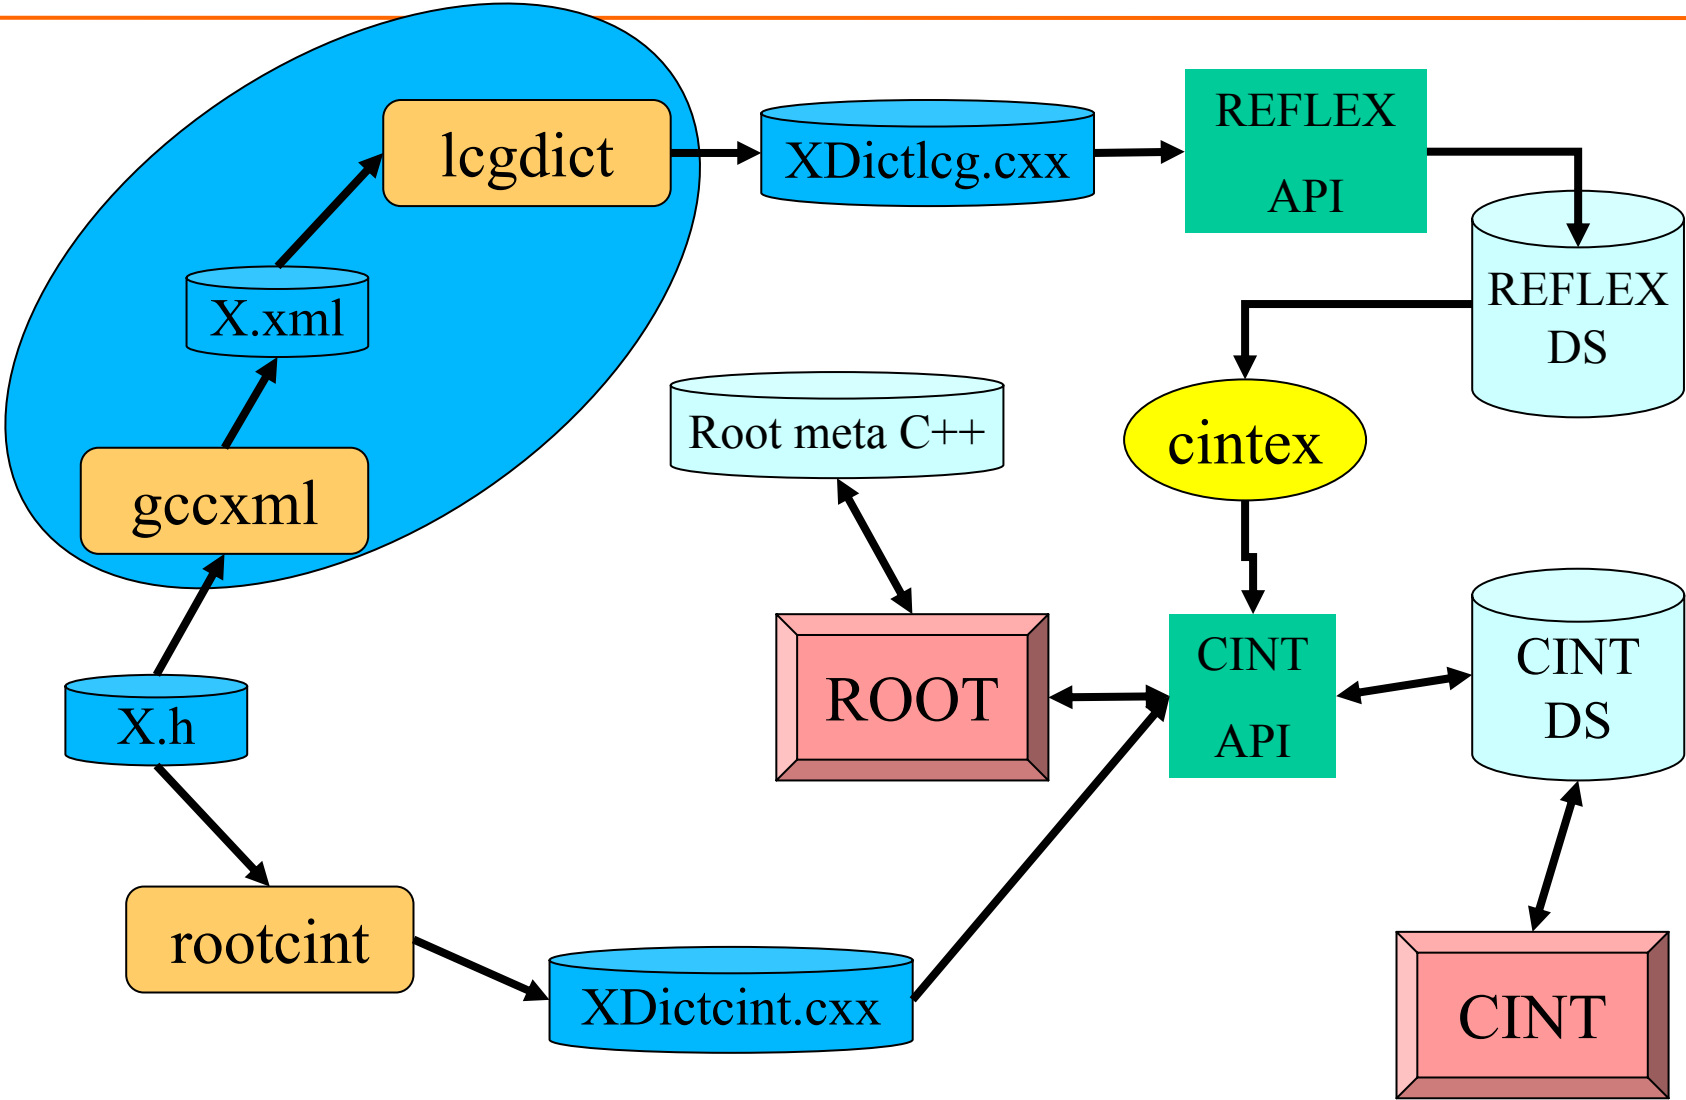 lcgdict
XDictlcg.cxx
REFLEX
API
X.xml
REFLEX
DS
Root meta C++
cintex
gccxml
CINT
API
CINT
DS
ROOT
X.h
rootcint
XDictcint.cxx
CINT